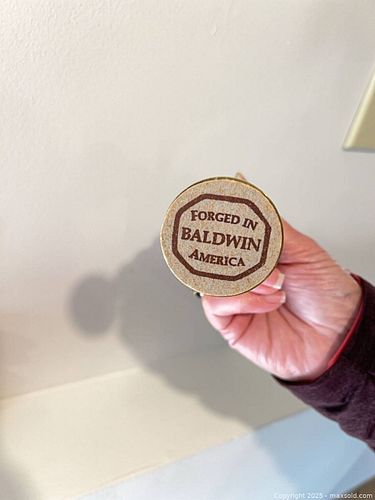 FORGED IN
BALDWIN
AMERICA
Copyright 2025 - maxsold.com